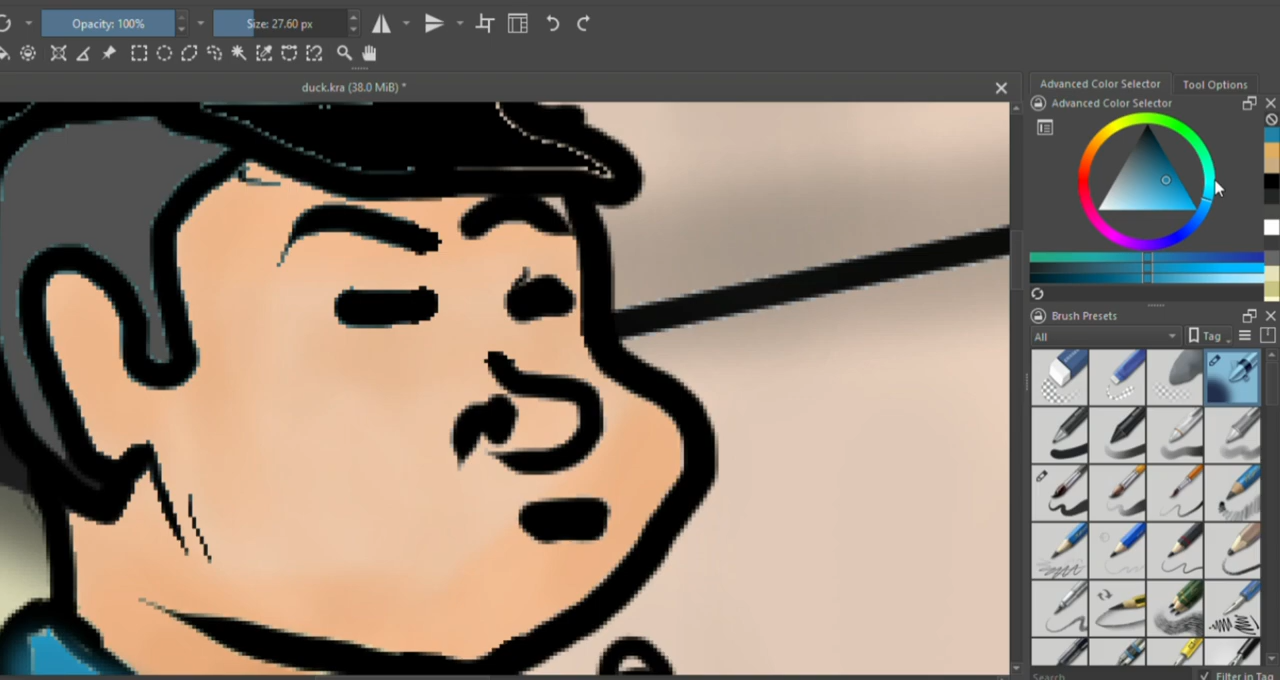 Opacity: 100%
Size: 27.60 px
duck.kra (38.0 MiB) *
Advanced Color Selector
Tool Options
Advanced Color Selector
Brush Presets
All
Tag
Search
Filter in Tag